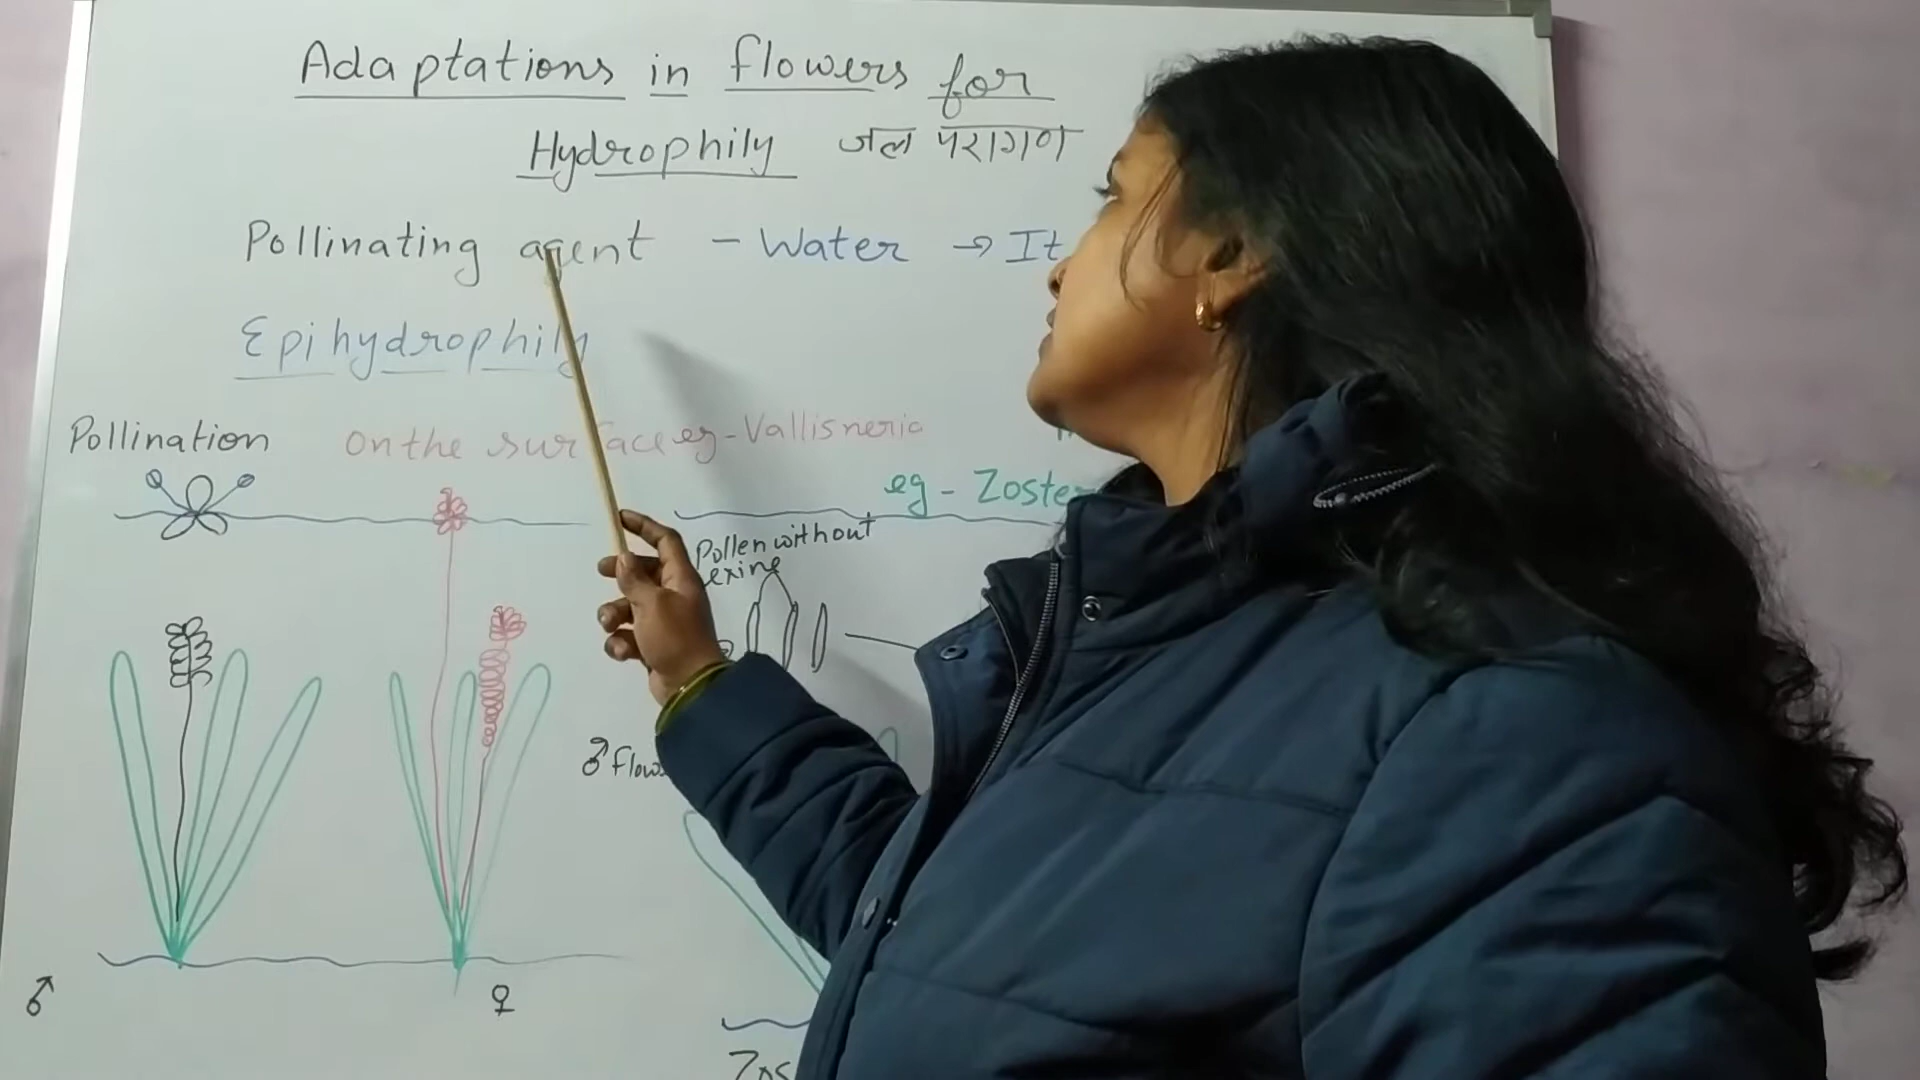 Adaptations in flowers for
Hydrophily जल परागण
Pollinating agent - Water → It
Epihydrophily
Pollination on the surface eg - Vallisneria
eg - Zoste
Pollen without
exine
♂ flow
♂ ♀
Zos